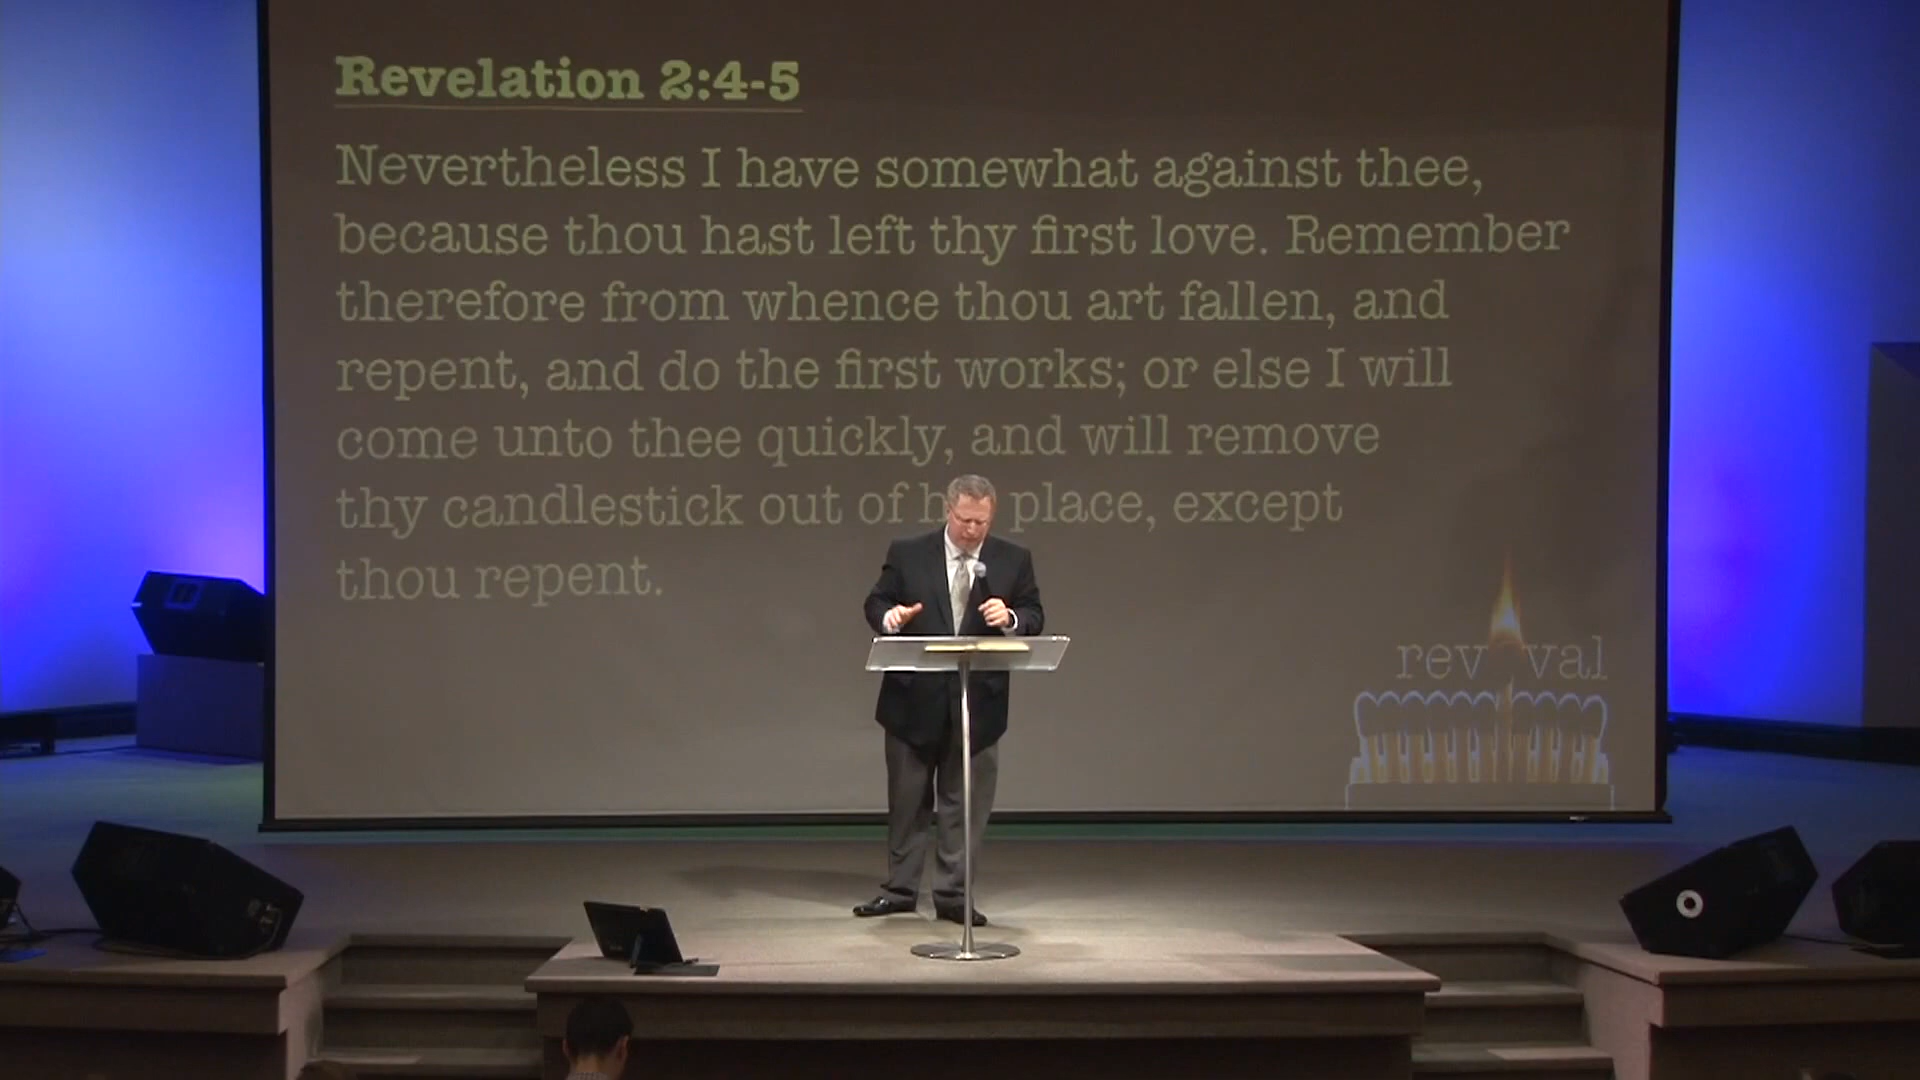 Revelation 2:4-5
Nevertheless I have somewhat against thee,
because thou hast left thy first love. Remember
therefore from whence thou art fallen, and
repent, and do the first works; or else I will
come unto thee quickly, and will remove
thy candlestick out of place, except
thou repent.
rev val